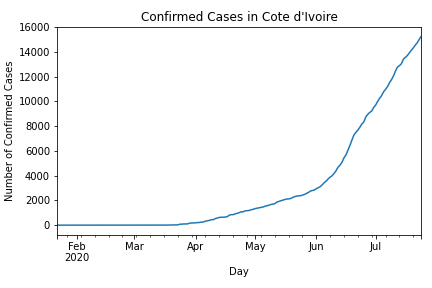 Confirmed Cases in Cote d'Ivoire
16000
14000
12000
10000
8000
6000
4000
2000
0
Number of Confirmed Cases
Feb Mar Apr May Jun Jul
2020
Day